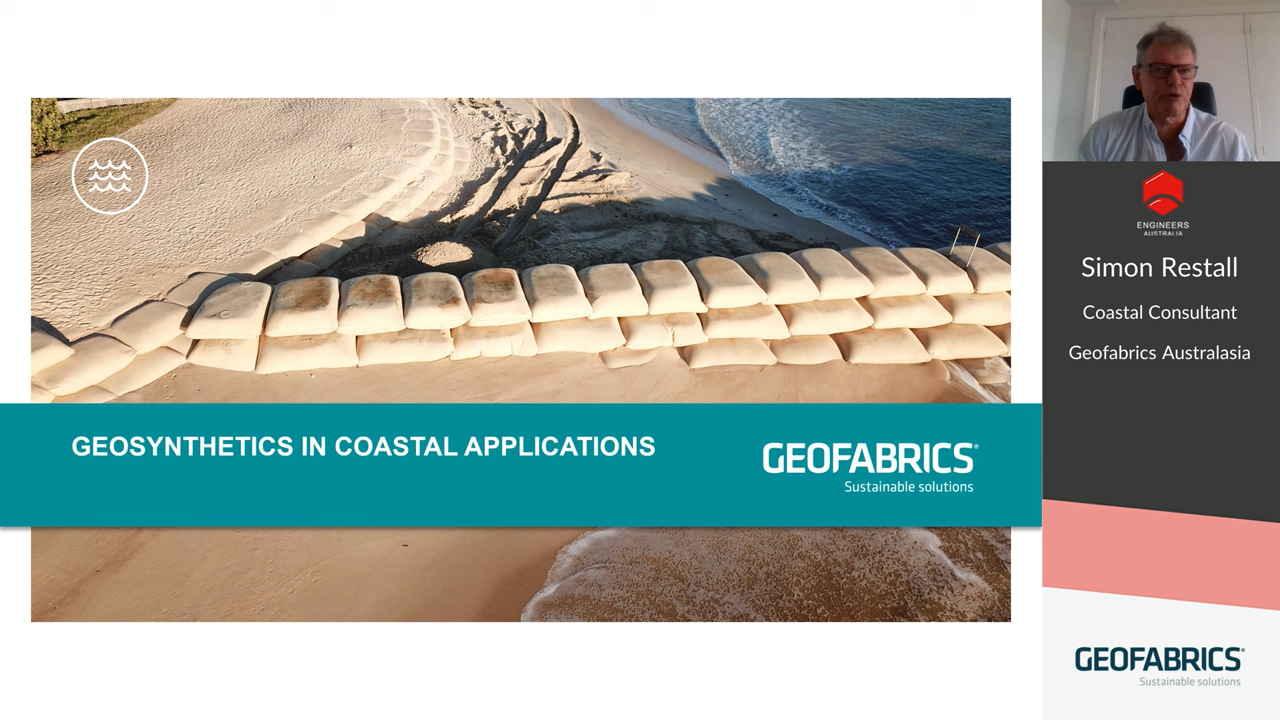 GEOSYNTHETICS IN COASTAL APPLICATIONS
GEOFABRICS®
Sustainable solutions
ENGINEERS
AUSTRALIA
Simon Restall
Coastal Consultant
Geofabrics Australasia
GEOFABRICS®
Sustainable solutions